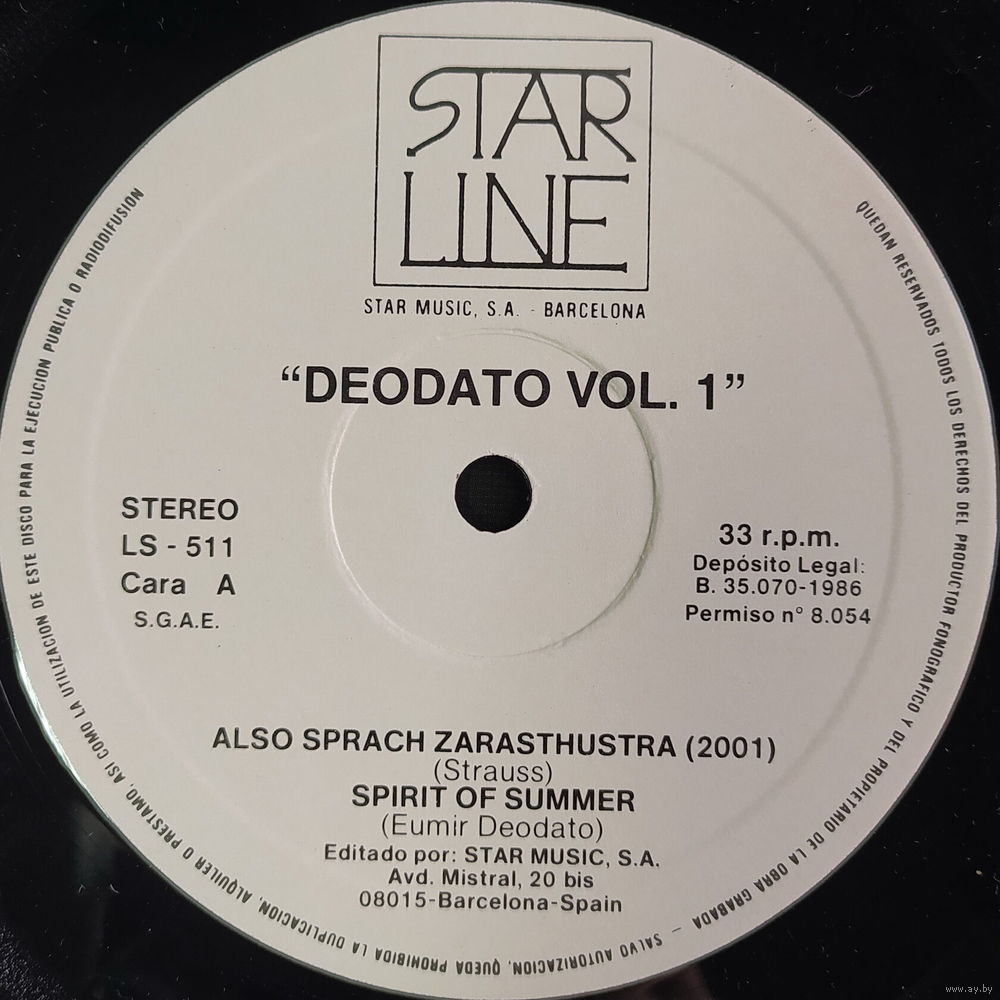 STAR
LINE
STAR MUSIC, S.A. - BARCELONA
"DEODATO VOL. 1"
STEREO
LS - 511
Cara A
S.G.A.E.
33 r.p.m.
Depósito Legal:
B. 35.070-1986
Permiso n° 8.054
ALSO SPRACH ZARASTHUSTRA (2001)
(Strauss)
SPIRIT OF SUMMER
(Eumir Deodato)
Editado por: STAR MUSIC, S.A.
Avd. Mistral, 20 bis
08015-Barcelona-Spain
QUEDAN RESERVADOS TODOS LOS DERECHOS DEL PRODUCTOR FONOGRAFICO Y DEL PROPIETARIO DE LA OBRA GRABADA - SALVO AUTORIZACION, QUEDA PROHIBIDA LA DUPLICACION, ALQUILER O PRESTAMO, ASI COMO LA UTILIZACION DE ESTE DISCO PARA LA EJECUCION PUBLICA O RADIODIFUSION
www.ay.by